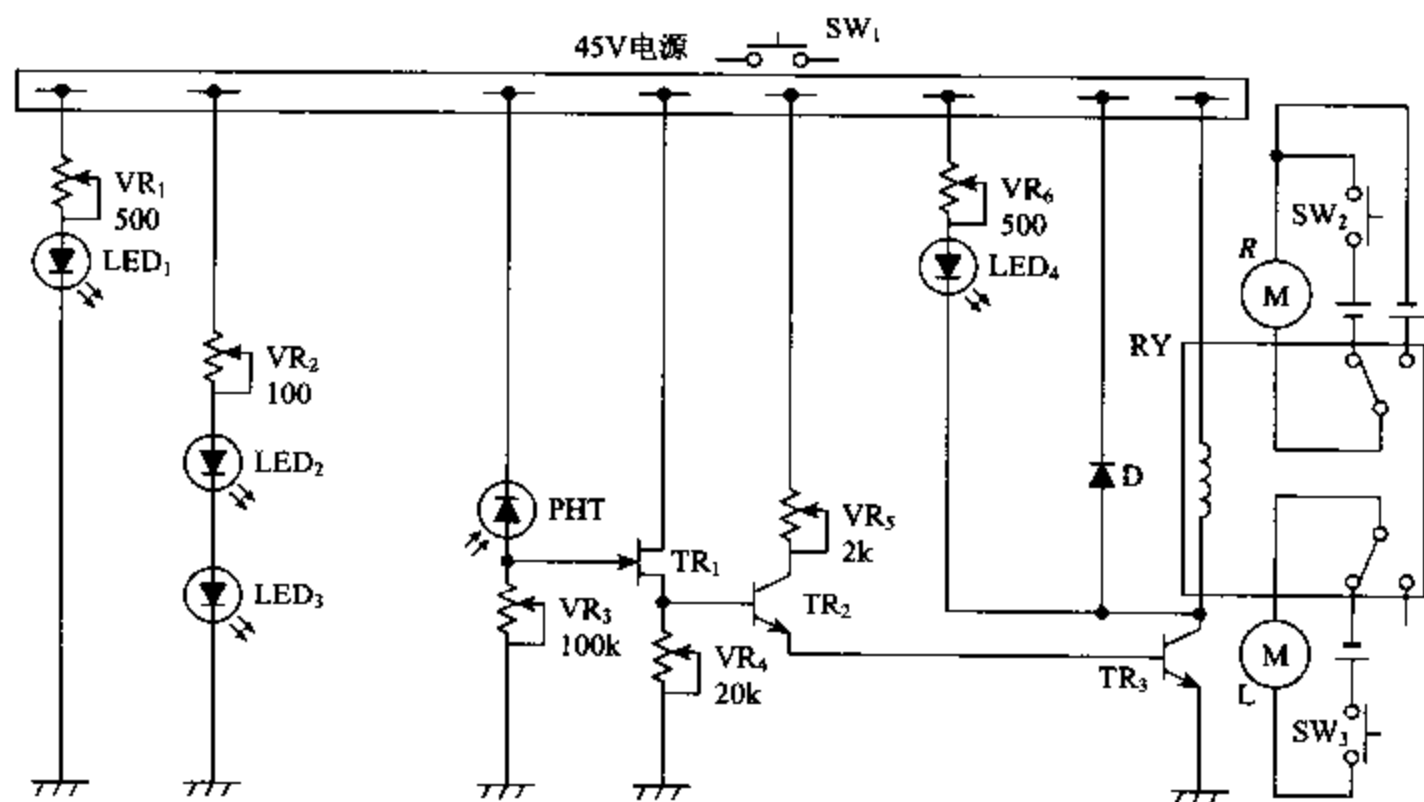 45V电源
SW₁
VR₁
500
LED₁
VR₂
100
LED₂
LED₃
PHT
VR₃
100k
TR₁
VR₄
20k
VR₅
2k
TR₂
VR₆
500
LED₄
D
TR₃
RY
R
M
SW₂
M
L
SW₃